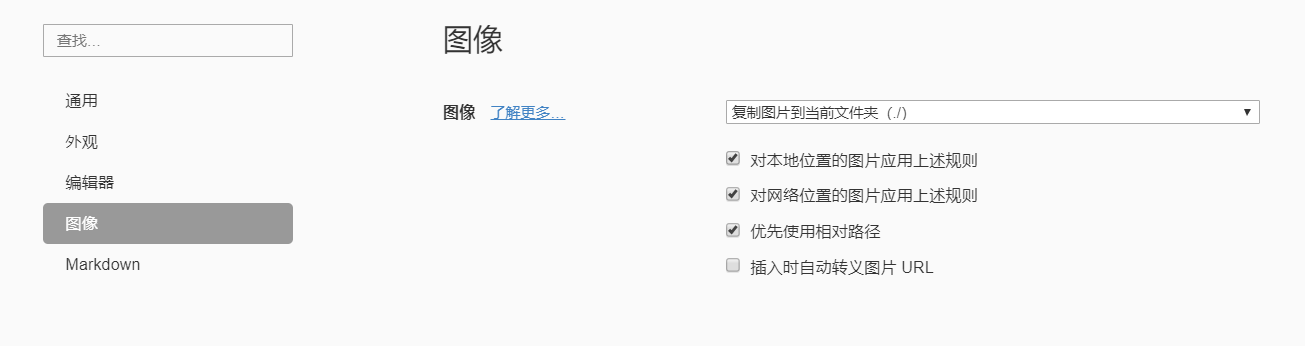 查找...
通用
外观
编辑器
图像
Markdown
图像
图像 了解更多...
复制图片到当前文件夹（./）
对本地位置的图片应用上述规则
对网络位置的图片应用上述规则
优先使用相对路径
插入时自动转义图片 URL